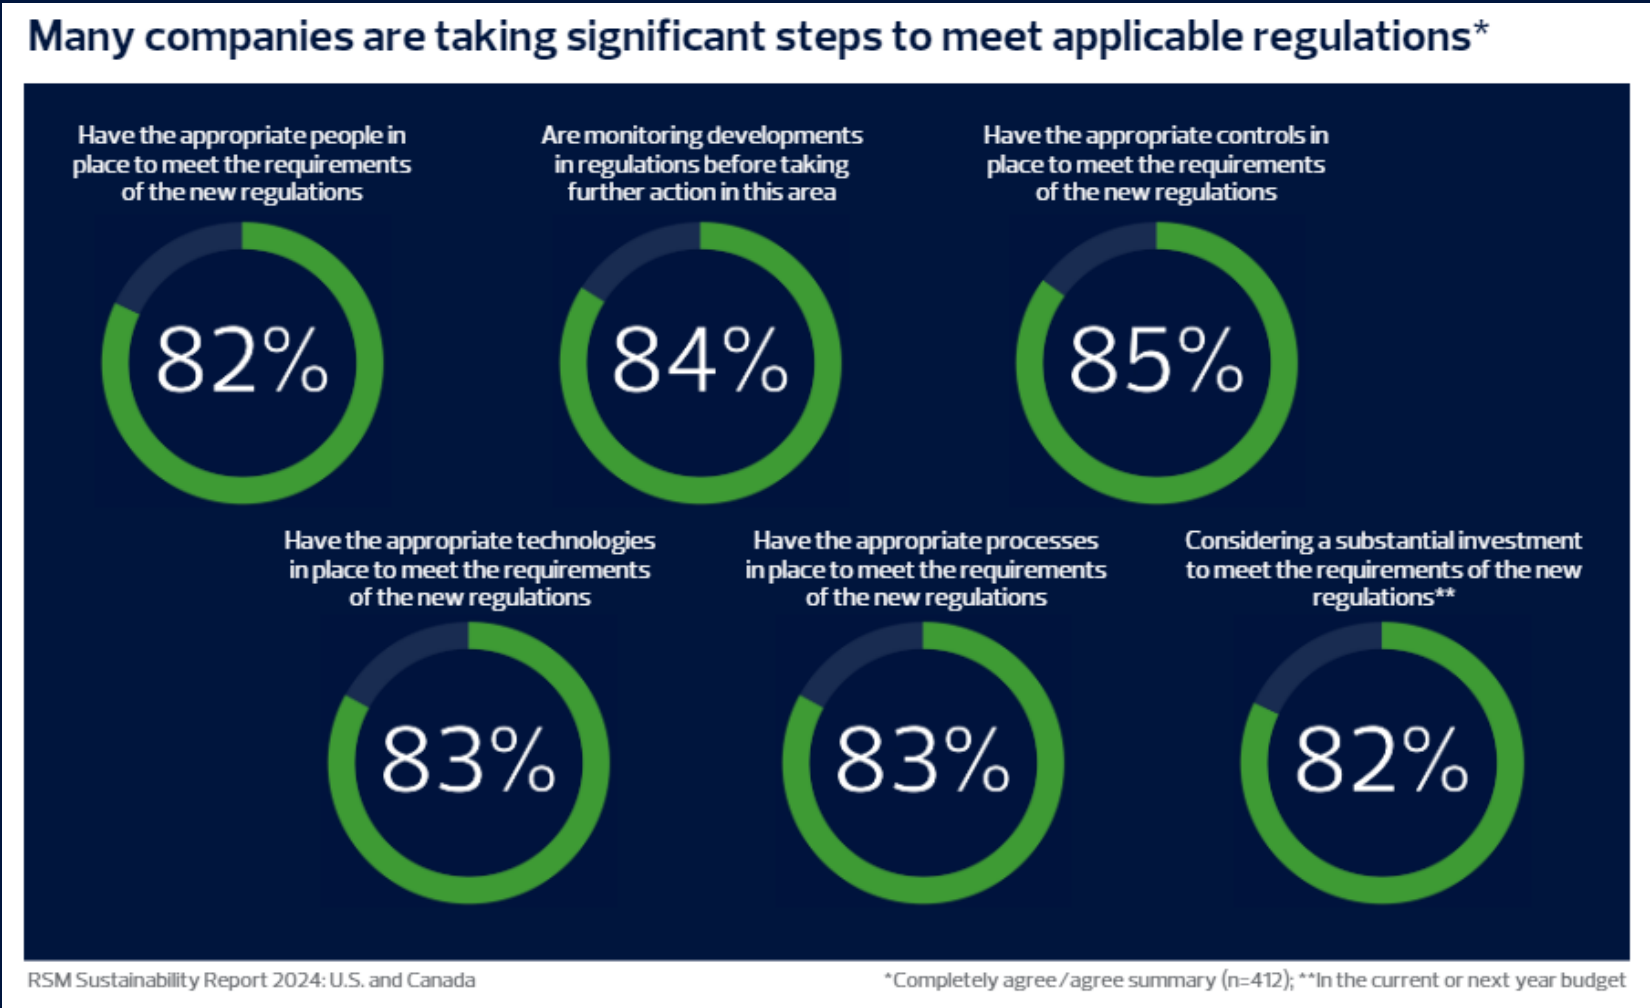 Many companies are taking significant steps to meet applicable regulations*
Have the appropriate people in
place to meet the requirements
of the new regulations
82%
Are monitoring developments
in regulations before taking
further action in this area
84%
Have the appropriate controls in
place to meet the requirements
of the new regulations
85%
Have the appropriate technologies
in place to meet the requirements
of the new regulations
83%
Have the appropriate processes
in place to meet the requirements
of the new regulations
83%
Considering a substantial investment
to meet the requirements of the new
regulations**
82%
RSM Sustainability Report 2024: U.S. and Canada
*Completely agree/agree summary (n=412); **In the current or next year budget